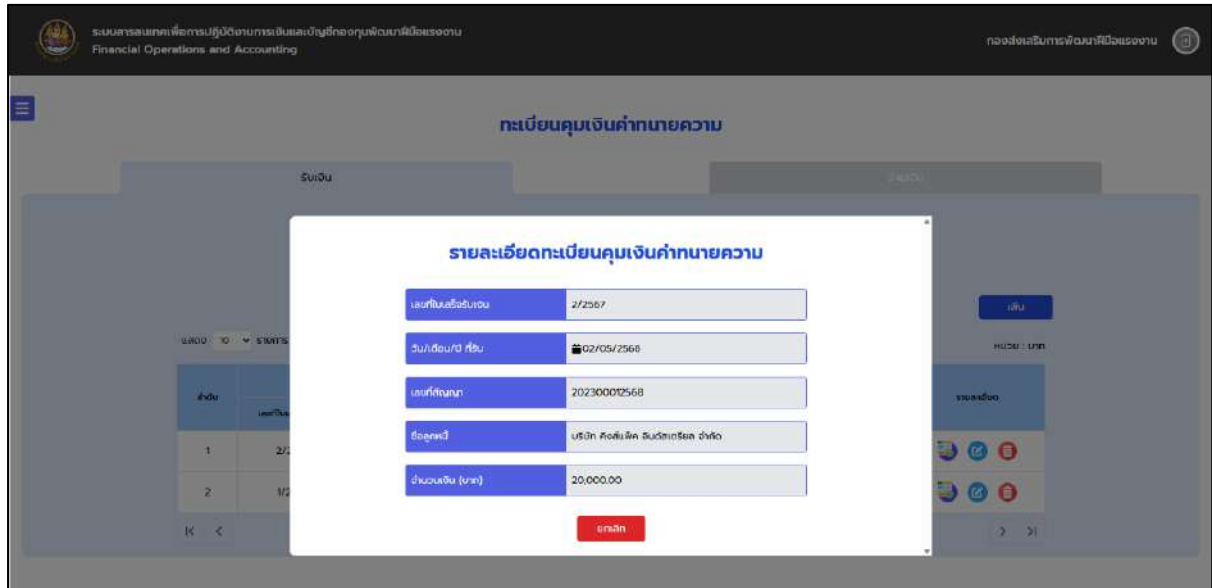 ระบบสารสนเทศเพื่อการปฏิบัติงานการเงินและบัญชีกองทุนพัฒนาฝีมือแรงงาน
Financial Operations and Accounting
กองส่งเสริมการพัฒนาฝีมือแรงงาน
ทะเบียนคุมเงินค่าทนายความ
รับเงิน
จ่ายเงิน
รายละเอียดทะเบียนคุมเงินค่าทนายความ
เลขที่ใบเสร็จรับเงิน 2/2567
วัน/เดือน/ปี ที่รับ 02/05/2568
เลขที่สัญญา 202300012568
ชื่อลูกหนี้ บริษัท คิงส์แพ็ค อินดัสเตรียล จำกัด
จำนวนเงิน (บาท) 20,000.00
ยกเลิก
เพิ่ม
แสดง 10 รายการ
หน่วย : บาท
ลำดับ
รายละเอียด
1 2/2
2 1/2